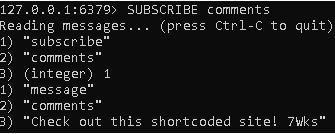 127.0.0.1:6379> SUBSCRIBE comments
Reading messages... (press Ctrl-C to quit)
1) "subscribe"
2) "comments"
3) (integer) 1
1) "message"
2) "comments"
3) "Check out this shortcoded site! 7Wks"